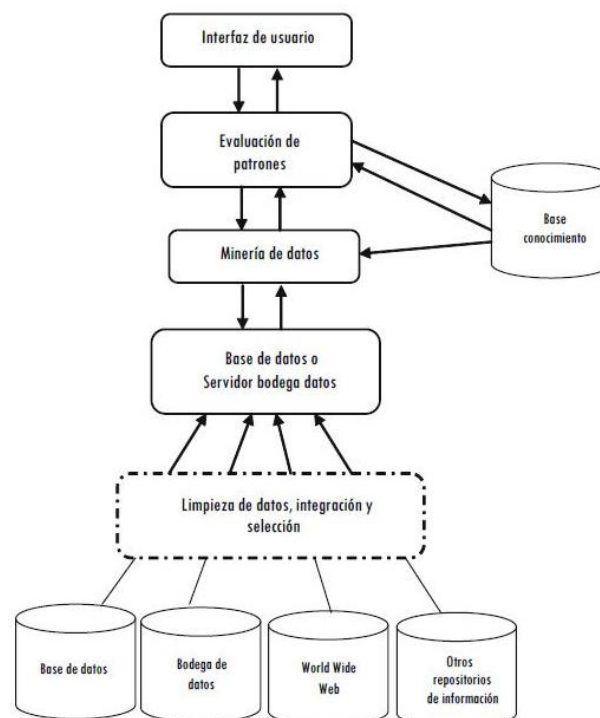 Interfaz de usuario
Evaluación de
patrones
Base
conocimiento
Minería de datos
Base de datos o
Servidor bodega datos
Limpieza de datos, integración y
selección
Base de datos
Bodega de
datos
World Wide
Web
Otros
repositorios
de información